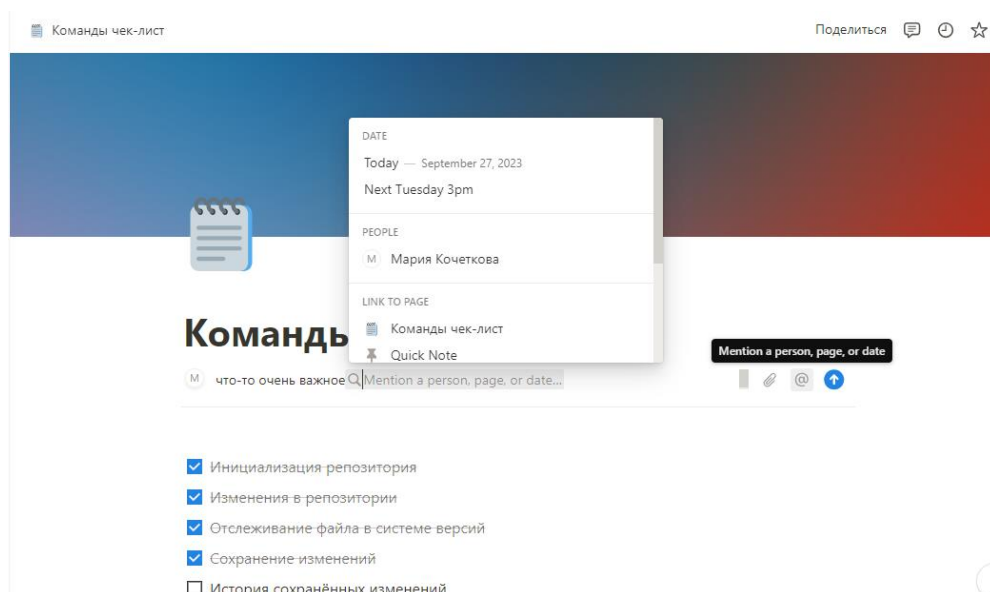 Команды чек-лист
Поделиться
DATE
Today — September 27, 2023
Next Tuesday 3pm
PEOPLE
М Мария Кочеткова
LINK TO PAGE
Команды чек-лист
Quick Note
Команды
Mention a person, page, or date
М что-то очень важное Mention a person, page, or date... @
Инициализация репозитория
Изменения в репозитории
Отслеживание файла в системе версий
Сохранение изменений
История сохранённых изменений